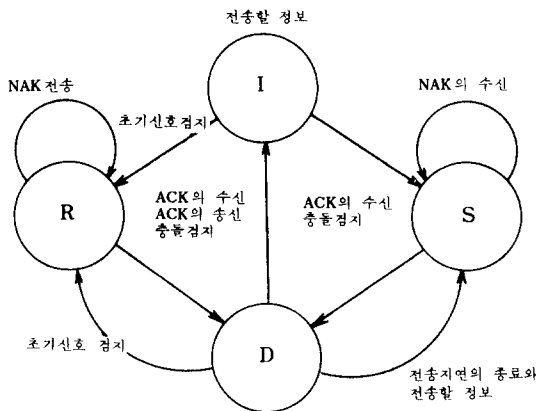 전송할 정보
I
NAK 전송
NAK의 수신
초기신호검지
R
ACK의 수신
ACK의 송신
충돌검지
ACK의 수신
충돌검지
S
초기신호 검지
D
전송지연의 종료와
전송할 정보